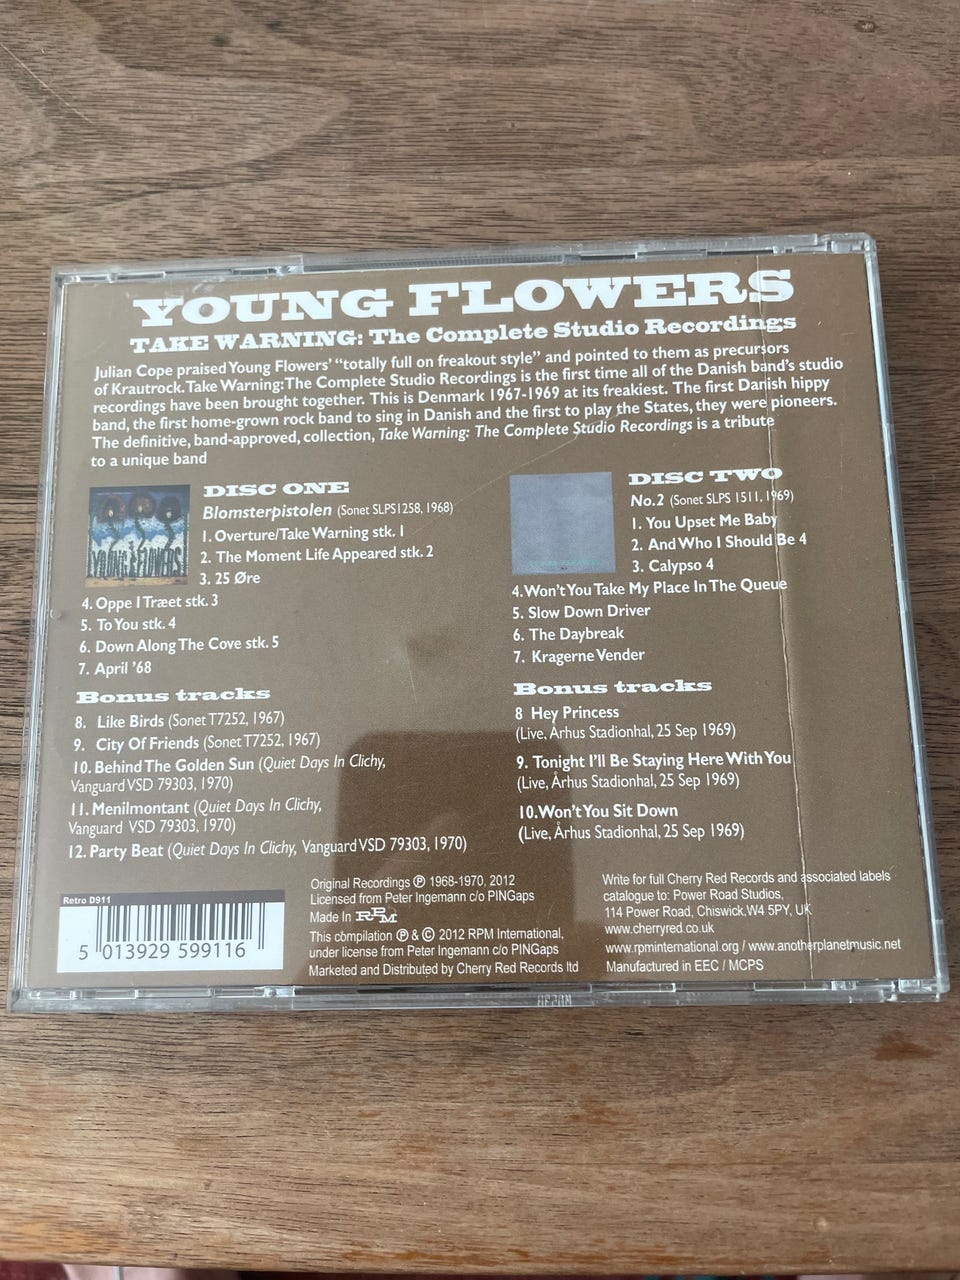 YOUNG FLOWERS
TAKE WARNING: The Complete Studio Recordings
Julian Cope praised Young Flowers' "totally full on freakout style" and pointed to them as precursors
of Krautrock. Take Warning:The Complete Studio Recordings is the first time all of the Danish band's studio
recordings have been brought together. This is Denmark 1967-1969 at its freakiest. The first Danish hippy
band, the first home-grown rock band to sing in Danish and the first to play the States, they were pioneers.
The definitive, band-approved, collection, Take Warning: The Complete Studio Recordings is a tribute
to a unique band
DISC ONE
Blomsterpistolen (Sonet SLPS1258, 1968)
1. Overture/Take Warning stk. 1
2. The Moment Life Appeared stk. 2
3. 25 Øre
YOUNG FLOWERS
4. Oppe I Træet stk. 3
5. To You stk. 4
6. Down Along The Cove stk. 5
7. April '68
Bonus tracks
8. Like Birds (Sonet T7252, 1967)
9. City Of Friends (Sonet T7252, 1967)
10. Behind The Golden Sun (Quiet Days In Clichy,
Vanguard VSD 79303, 1970)
11. Menilmontant (Quiet Days In Clichy,
Vanguard VSD 79303, 1970)
12. Party Beat (Quiet Days In Clichy, Vanguard VSD 79303, 1970)
DISC TWO
No.2 (Sonet SLPS 1511, 1969)
1. You Upset Me Baby
2. And Who I Should Be 4
3. Calypso 4
4. Won't You Take My Place In The Queue
5. Slow Down Driver
6. The Daybreak
7. Kragerne Vender
Bonus tracks
8 Hey Princess
(Live, Århus Stadionhal, 25 Sep 1969)
9. Tonight I'll Be Staying Here With You
(Live, Århus Stadionhal, 25 Sep 1969)
10. Won't You Sit Down
(Live, Århus Stadionhal, 25 Sep 1969)
Retro D911
5 013929 599116
Original Recordings ℗ 1968-1970, 2012
Licensed from Peter Ingemann c/o PINGaps
Made In RPM
This compilation ℗ & © 2012 RPM International,
under license from Peter Ingemann c/o PINGaps
Marketed and Distributed by Cherry Red Records ltd
Write for full Cherry Red Records and associated labels
catalogue to: Power Road Studios,
114 Power Road, Chiswick, W4 5PY, UK
www.cherryred.co.uk
www.rpminternational.org / www.anotherplanetmusic.net
Manufactured in EEC / MCPS